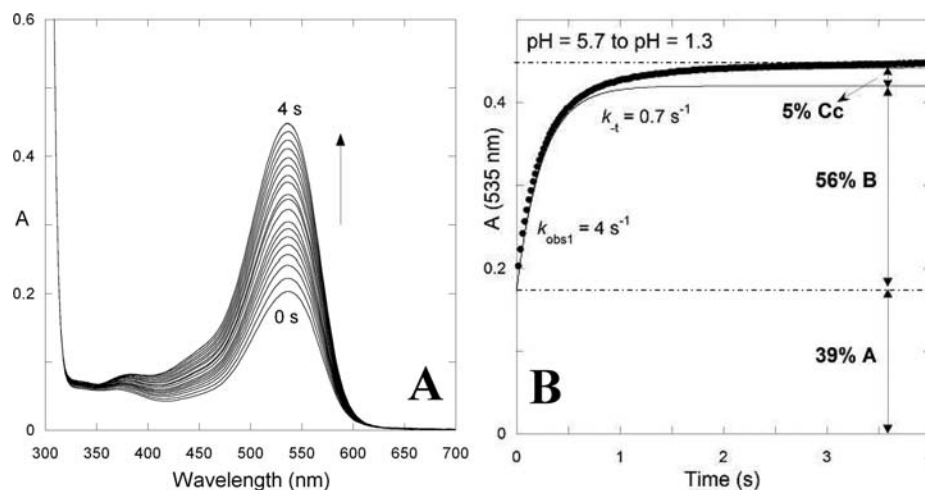 0.6
0.4
A
0.2
0
4 s
0 s
A
300 350 400 450 500 550 600 650 700
Wavelength (nm)
pH = 5.7 to pH = 1.3
0.4
A (535 nm)
0.2
0
k-t = 0.7 s-1
5% Cc
56% B
kobs1 = 4 s-1
39% A
B
0 1 2 3
Time (s)